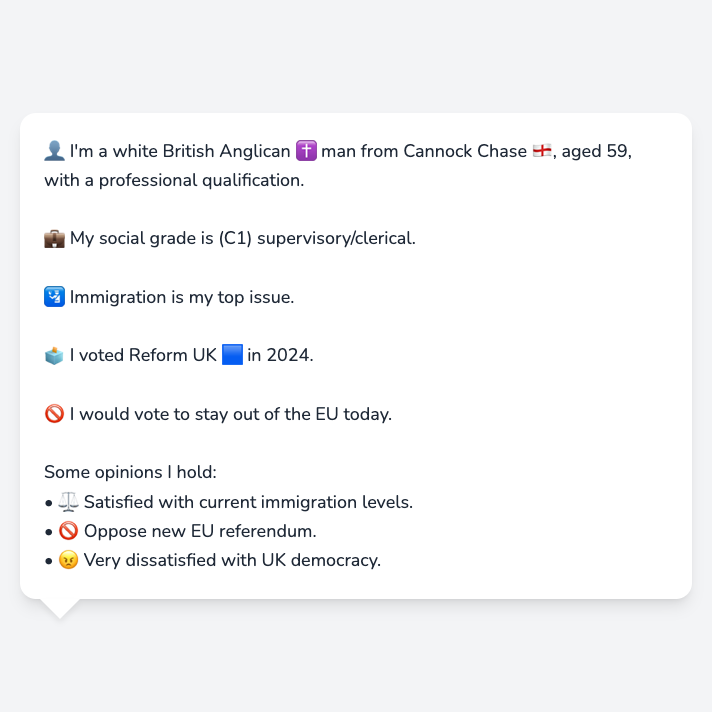 👤 I'm a white British Anglican ✝️ man from Cannock Chase 🏴󠁧󠁢󠁥󠁮󠁧󠁿, aged 59,
with a professional qualification.
💼 My social grade is (C1) supervisory/clerical.
🛂 Immigration is my top issue.
🗳️ I voted Reform UK 🟦 in 2024.
🚫 I would vote to stay out of the EU today.
Some opinions I hold:
• ⚖️ Satisfied with current immigration levels.
• 🚫 Oppose new EU referendum.
• 😠 Very dissatisfied with UK democracy.